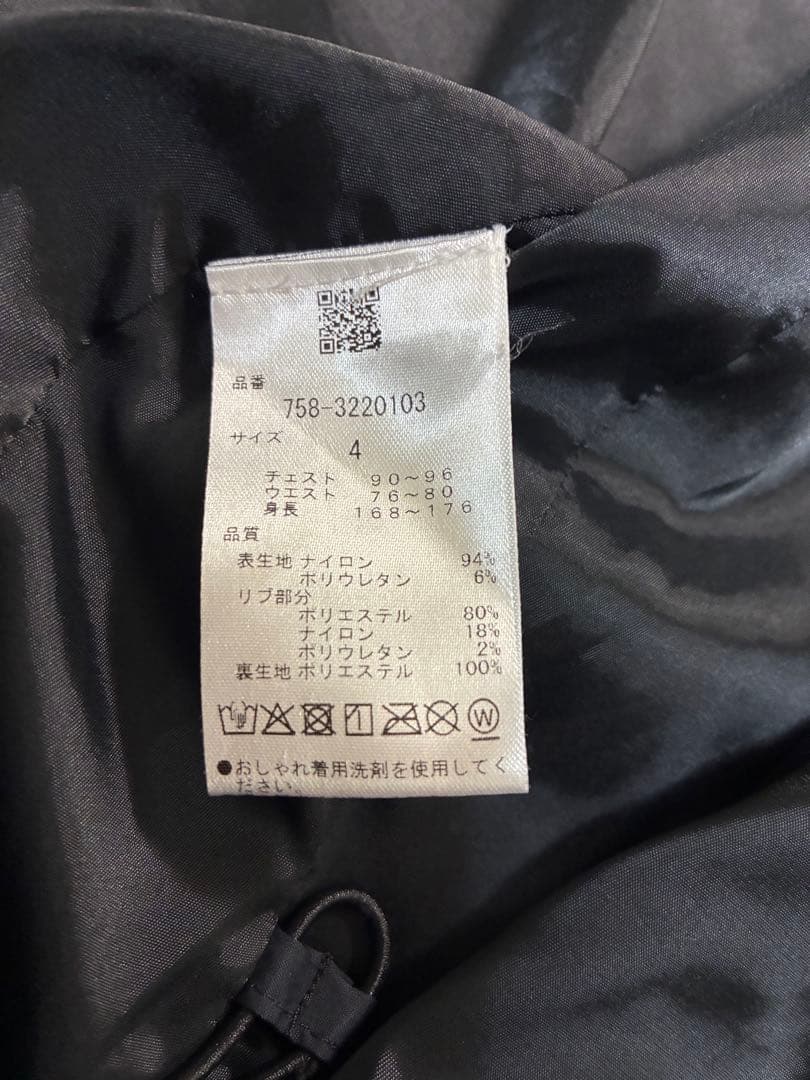 品番
758-3220103
サイズ
4
チェスト 90～96
ウエスト 76～80
身長 168～176
品質
表生地 ナイロン 94%
ポリウレタン 6%
リブ部分
ポリエステル 80%
ナイロン 18%
ポリウレタン 2%
裏生地 ポリエステル 100%
W
●おしゃれ着用洗剤を使用してく
ださい。